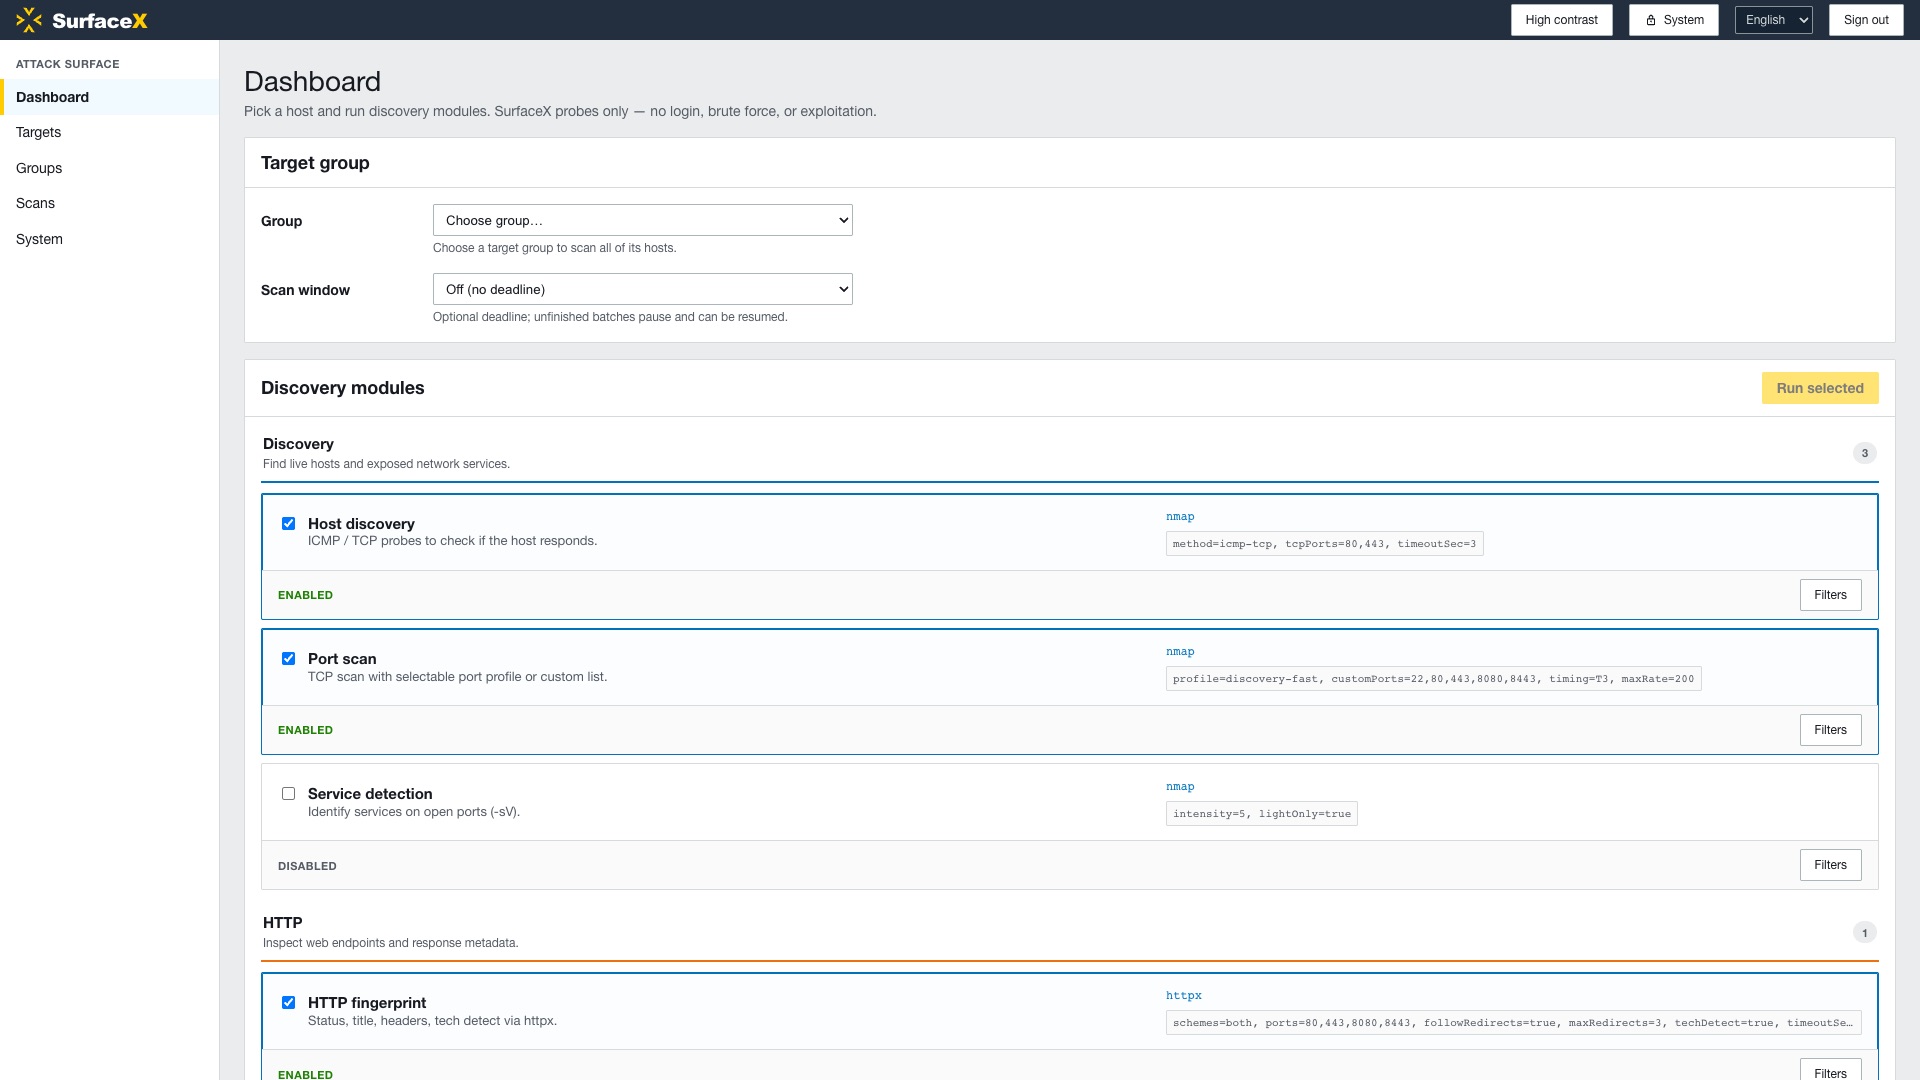 SurfaceX
High contrast
System
English
Sign out
ATTACK SURFACE
Dashboard
Targets
Groups
Scans
System
Dashboard
Pick a host and run discovery modules. SurfaceX probes only — no login, brute force, or exploitation.
Target group
Group
Choose group…
Choose a target group to scan all of its hosts.
Scan window
Off (no deadline)
Optional deadline; unfinished batches pause and can be resumed.
Discovery modules
Run selected
Discovery
Find live hosts and exposed network services.
3
Host discovery
ICMP / TCP probes to check if the host responds.
nmap
method=icmp-tcp, tcpPorts=80,443, timeoutSec=3
ENABLED
Filters
Port scan
TCP scan with selectable port profile or custom list.
nmap
profile=discovery-fast, customPorts=22,80,443,8080,8443, timing=T3, maxRate=200
ENABLED
Filters
Service detection
Identify services on open ports (-sV).
nmap
intensity=5, lightOnly=true
DISABLED
Filters
HTTP
Inspect web endpoints and response metadata.
1
HTTP fingerprint
Status, title, headers, tech detect via httpx.
httpx
schemes=both, ports=80,443,8080,8443, followRedirects=true, maxRedirects=3, techDetect=true, timeoutSe…
ENABLED
Filters